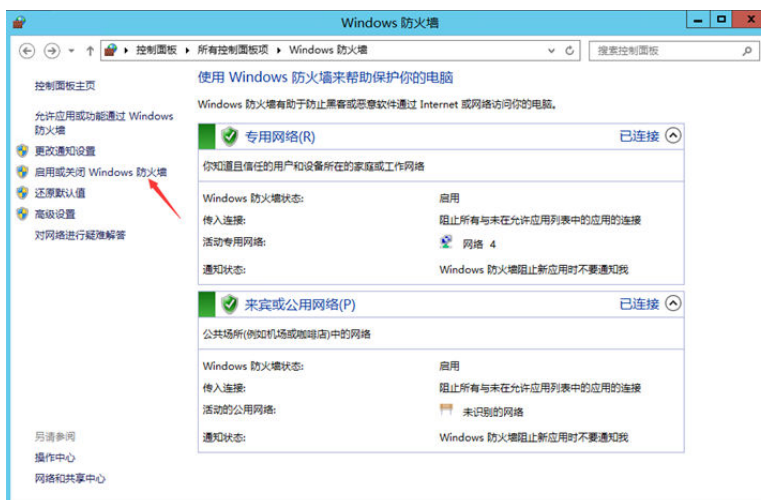 Windows 防火墙
控制面板 ▸ 所有控制面板项 ▸ Windows 防火墙
搜索控制面板
控制面板主页
允许应用或功能通过 Windows
防火墙
更改通知设置
启用或关闭 Windows 防火墙
还原默认值
高级设置
对网络进行疑难解答
另请参阅
操作中心
网络和共享中心
使用 Windows 防火墙来帮助保护你的电脑
Windows 防火墙有助于防止黑客或恶意软件通过 Internet 或网络访问你的电脑。
专用网络(R) 已连接
你知道且信任的用户和设备所在的家庭或工作网络
Windows 防火墙状态: 启用
传入连接: 阻止所有与未在允许应用列表中的应用的连接
活动专用网络: 网络 4
通知状态: Windows 防火墙阻止新应用时不要通知我
来宾或公用网络(P) 已连接
公共场所(例如机场或咖啡店)中的网络
Windows 防火墙状态: 启用
传入连接: 阻止所有与未在允许应用列表中的应用的连接
活动的公用网络: 未识别的网络
通知状态: Windows 防火墙阻止新应用时不要通知我